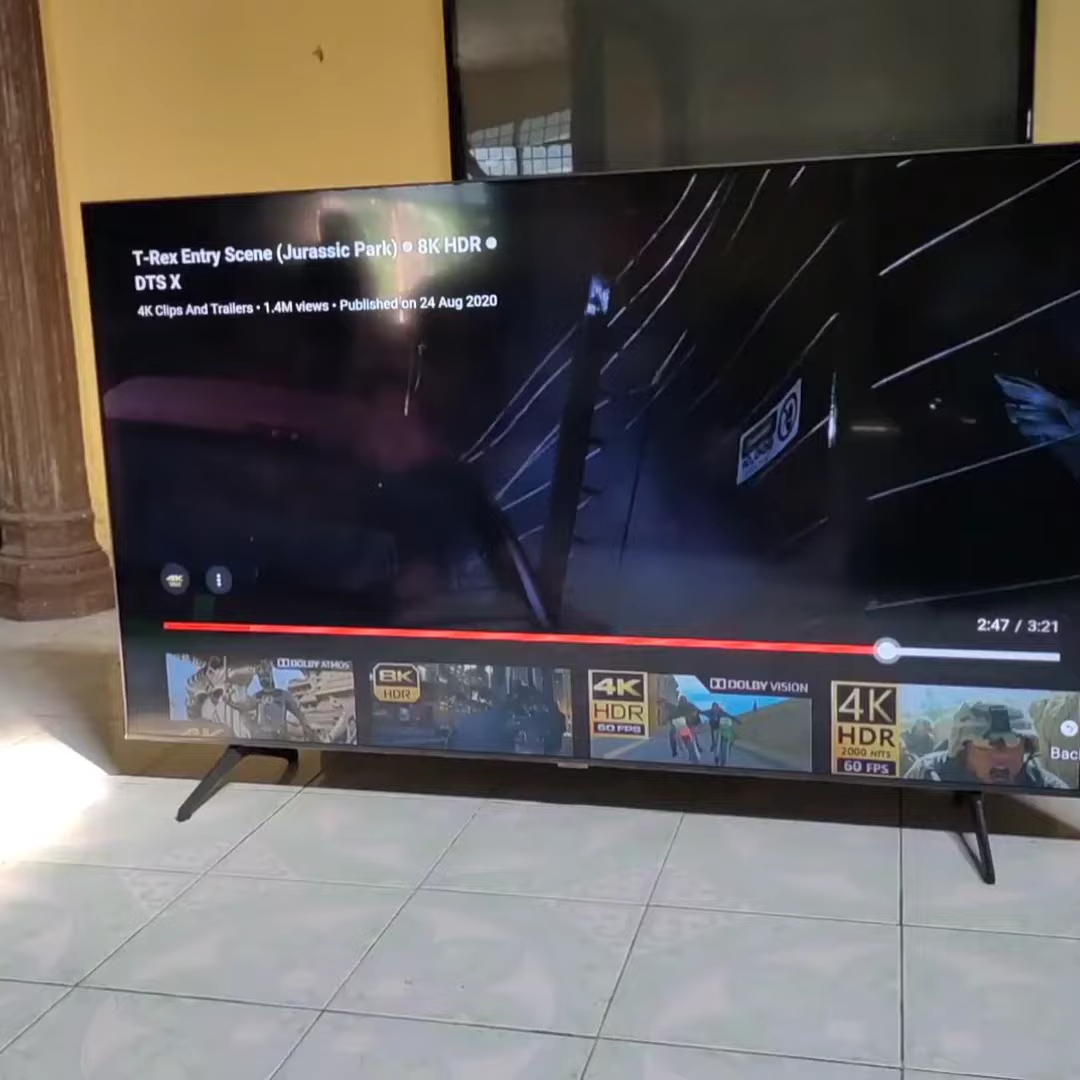 T-Rex Entry Scene (Jurassic Park) ● 8K HDR ●
DTS X
4K Clips And Trailers • 1.4M views • Published on 24 Aug 2020
2:47 / 3:21
DOLBY ATMOS
8K
HDR
4K
HDR
60 FPS
DOLBY VISION
4K
HDR
2000 NITS
60 FPS